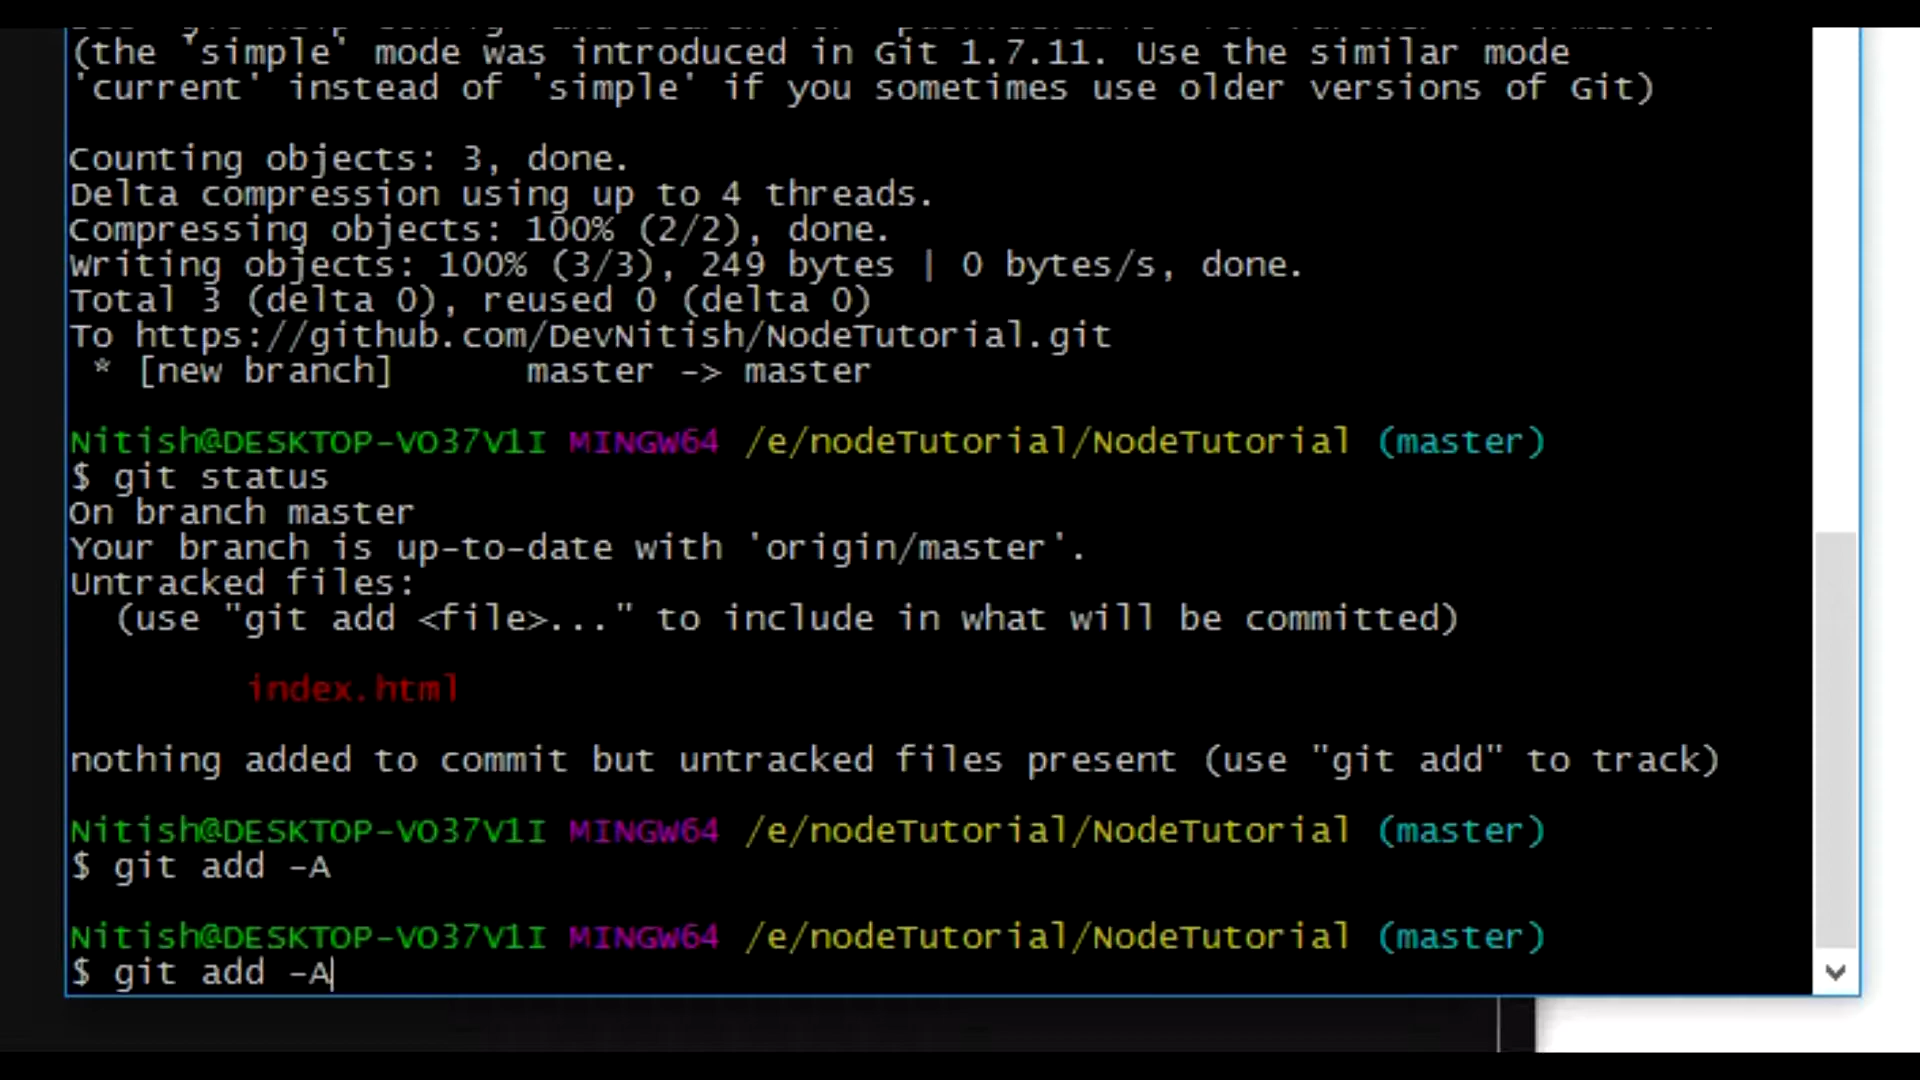 (the 'simple' mode was introduced in Git 1.7.11. Use the similar mode
'current' instead of 'simple' if you sometimes use older versions of Git)
Counting objects: 3, done.
Delta compression using up to 4 threads.
Compressing objects: 100% (2/2), done.
Writing objects: 100% (3/3), 249 bytes | 0 bytes/s, done.
Total 3 (delta 0), reused 0 (delta 0)
To https://github.com/DevNitish/NodeTutorial.git
* [new branch]      master -> master
Nitish@DESKTOP-VO37V1I MINGW64 /e/nodeTutorial/NodeTutorial (master)
$ git status
On branch master
Your branch is up-to-date with 'origin/master'.
Untracked files:
(use "git add <file>..." to include in what will be committed)
index.html
nothing added to commit but untracked files present (use "git add" to track)
Nitish@DESKTOP-VO37V1I MINGW64 /e/nodeTutorial/NodeTutorial (master)
$ git add -A
Nitish@DESKTOP-VO37V1I MINGW64 /e/nodeTutorial/NodeTutorial (master)
$ git add -A